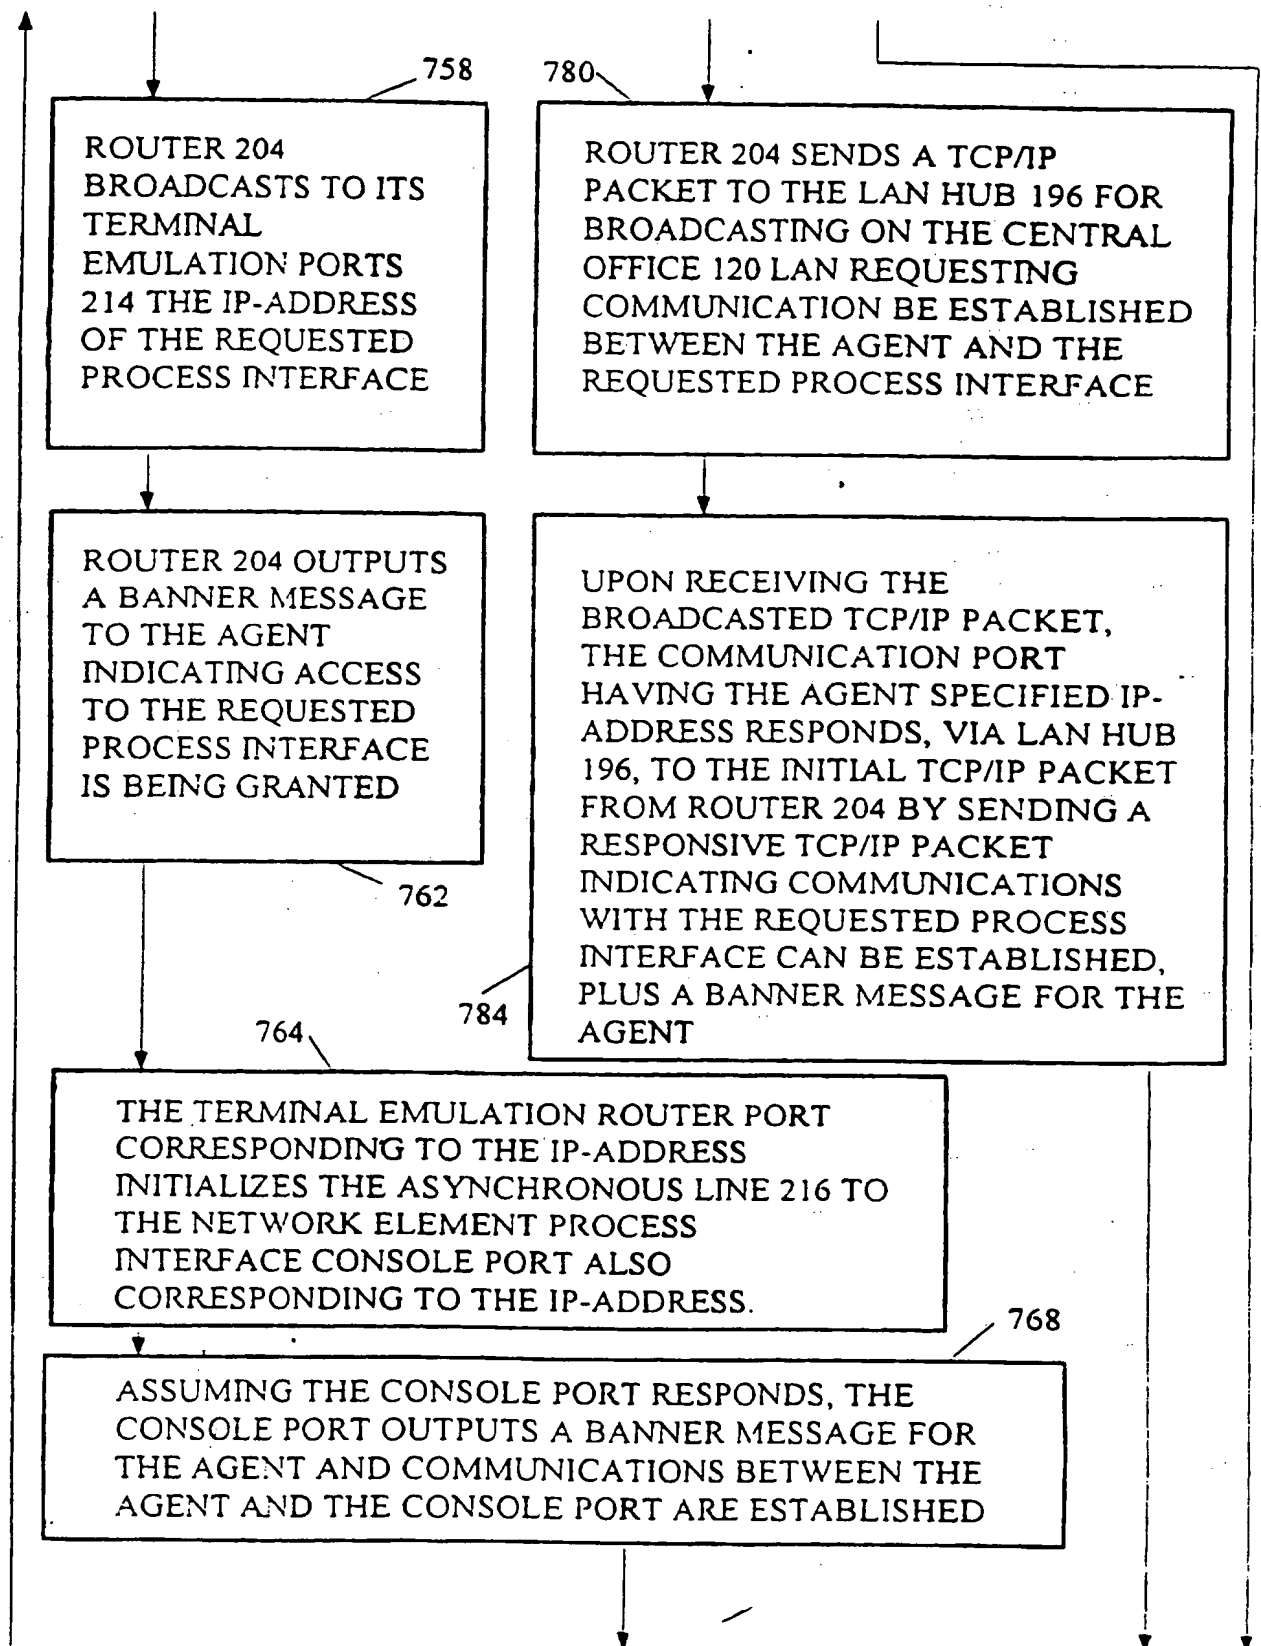 758
ROUTER 204
BROADCASTS TO ITS
TERMINAL
EMULATION PORTS
214 THE IP-ADDRESS
OF THE REQUESTED
PROCESS INTERFACE
780
ROUTER 204 SENDS A TCP/IP
PACKET TO THE LAN HUB 196 FOR
BROADCASTING ON THE CENTRAL
OFFICE 120 LAN REQUESTING
COMMUNICATION BE ESTABLISHED
BETWEEN THE AGENT AND THE
REQUESTED PROCESS INTERFACE
ROUTER 204 OUTPUTS
A BANNER MESSAGE
TO THE AGENT
INDICATING ACCESS
TO THE REQUESTED
PROCESS INTERFACE
IS BEING GRANTED
762
UPON RECEIVING THE
BROADCASTED TCP/IP PACKET,
THE COMMUNICATION PORT
HAVING THE AGENT SPECIFIED IP-
ADDRESS RESPONDS, VIA LAN HUB
196, TO THE INITIAL TCP/IP PACKET
FROM ROUTER 204 BY SENDING A
RESPONSIVE TCP/IP PACKET
INDICATING COMMUNICATIONS
WITH THE REQUESTED PROCESS
INTERFACE CAN BE ESTABLISHED,
PLUS A BANNER MESSAGE FOR THE
AGENT
784
764
THE TERMINAL EMULATION ROUTER PORT
CORRESPONDING TO THE IP-ADDRESS
INITIALIZES THE ASYNCHRONOUS LINE 216 TO
THE NETWORK ELEMENT PROCESS
INTERFACE CONSOLE PORT ALSO
CORRESPONDING TO THE IP-ADDRESS.
768
ASSUMING THE CONSOLE PORT RESPONDS, THE
CONSOLE PORT OUTPUTS A BANNER MESSAGE FOR
THE AGENT AND COMMUNICATIONS BETWEEN THE
AGENT AND THE CONSOLE PORT ARE ESTABLISHED